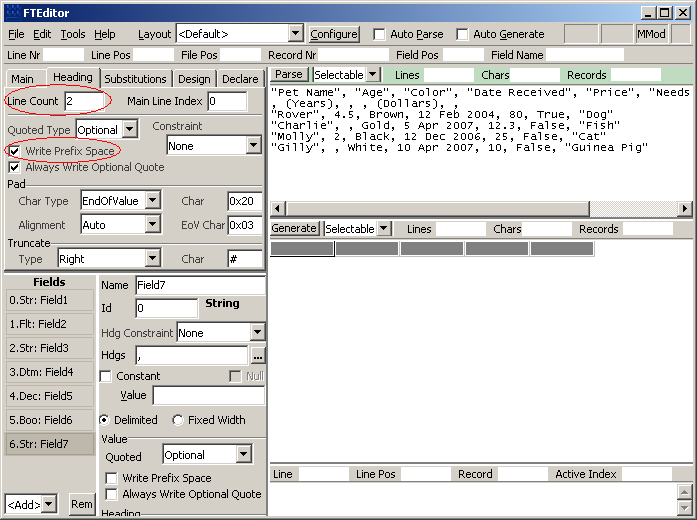 FTEditor
File Edit Tools Help Layout <Default> Configure Auto Parse Auto Generate MMod
Line Nr Line Pos File Pos Record Nr Field Pos Field Name
Main Heading Substitutions Design Declare
Line Count 2 Main Line Index 0
Quoted Type Optional Constraint
None
Write Prefix Space
Always Write Optional Quote
Pad
Char Type EndOfValue Char 0x20
Alignment Auto EoV Char 0x03
Truncate
Type Right Char #
Parse Selectable Lines Chars Records
"Pet Name", "Age", "Color", "Date Received", "Price", "Needs
, (Years), , , (Dollars), ,
"Rover", 4.5, Brown, 12 Feb 2004, 80, True, "Dog"
"Charlie", , Gold, 5 Apr 2007, 12.3, False, "Fish"
"Molly", 2, Black, 12 Dec 2006, 25, False, "Cat"
"Gilly", , White, 10 Apr 2007, 10, False, "Guinea Pig"
Generate Selectable Lines Chars Records
Fields
0.Str: Field1
1.Flt: Field2
2.Str: Field3
3.Dtm: Field4
4.Dec: Field5
5.Boo: Field6
6.Str: Field7
<Add> Rem
Name Field7
Id 0 String
Hdg Constraint None
Hdgs , ...
Constant Null
Value
Delimited Fixed Width
Value
Quoted Optional
Write Prefix Space
Always Write Optional Quote
Heading
Line Line Pos Record Active Index